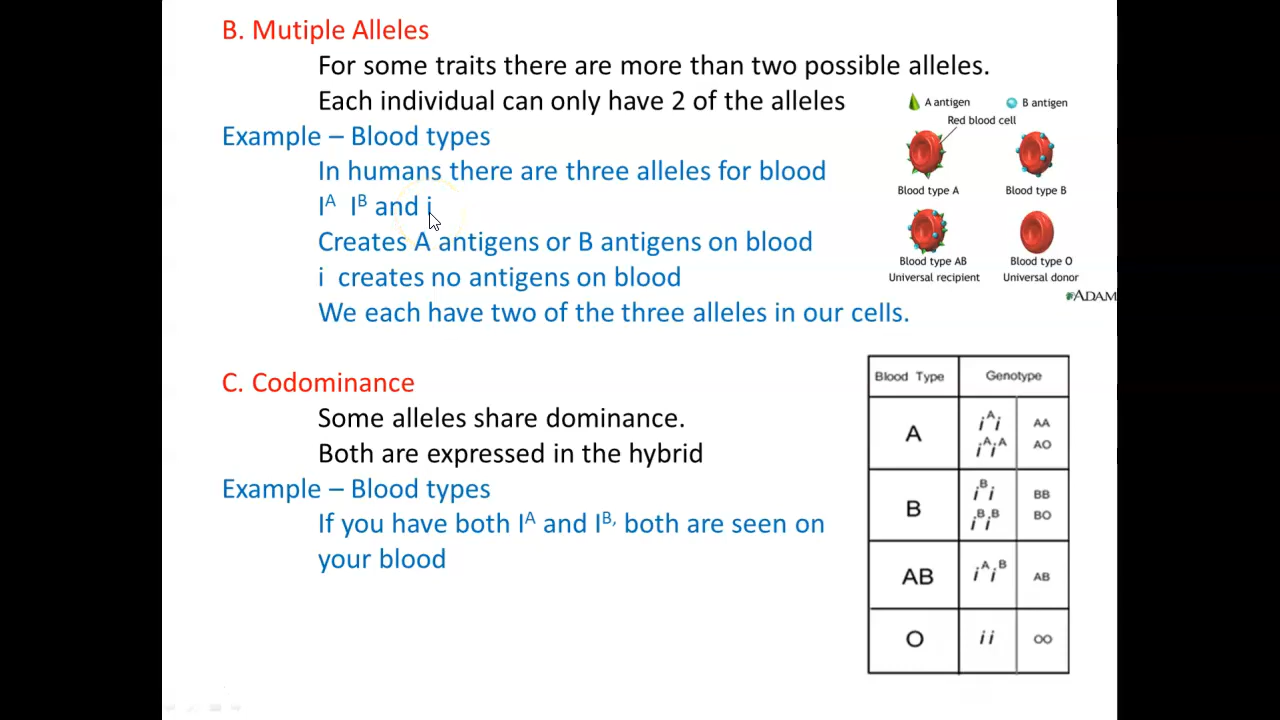 B. Mutiple Alleles
For some traits there are more than two possible alleles.
Each individual can only have 2 of the alleles
Example – Blood types
In humans there are three alleles for blood
Iᴬ Iᴮ and i
Creates A antigens or B antigens on blood
i creates no antigens on blood
We each have two of the three alleles in our cells.
A antigen B antigen
Red blood cell
Blood type A Blood type B
Blood type AB Blood type O
Universal recipient Universal donor
ADAM
C. Codominance
Some alleles share dominance.
Both are expressed in the hybrid
Example – Blood types
If you have both Iᴬ and Iᴮ, both are seen on
your blood
Blood Type Genotype
A iᴬi AA
iᴬiᴬ AO
B iᴮi BB
iᴮiᴮ BO
AB iᴬiᴮ AB
O ii OO